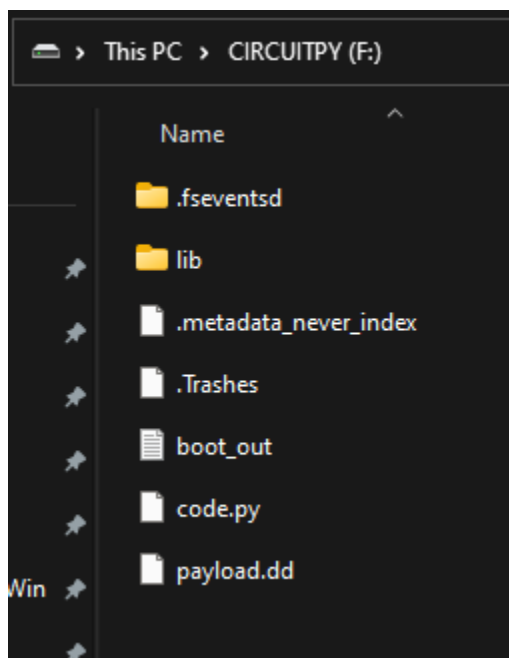 This PC > CIRCUITPY (F:)
Name
.fseventsd
lib
.metadata_never_index
.Trashes
boot_out
code.py
payload.dd
Win